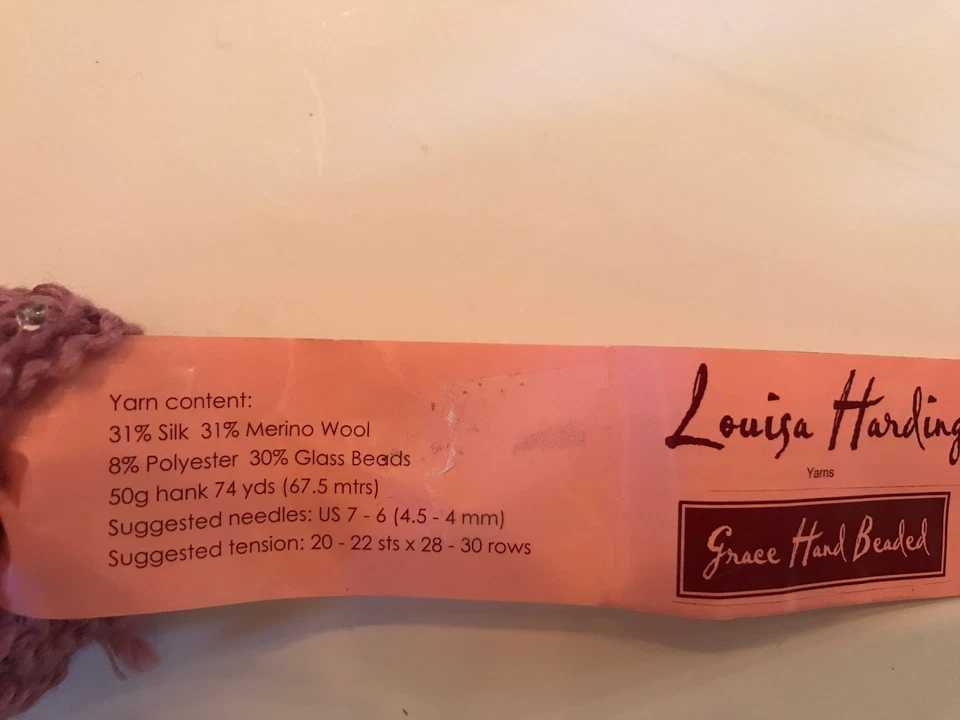 Yarn content:
31% Silk 31% Merino Wool
8% Polyester 30% Glass Beads
50g hank 74 yds (67.5 mtrs)
Suggested needles: US 7 - 6 (4.5 - 4 mm)
Suggested tension: 20 - 22 sts x 28 - 30 rows
Louisa Harding
Yarns
Grace Hand Beaded